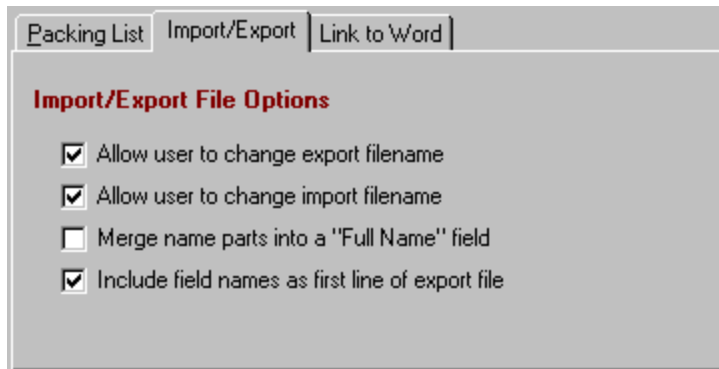 Packing List Import/Export Link to Word
Import/Export File Options
Allow user to change export filename
Allow user to change import filename
Merge name parts into a "Full Name" field
Include field names as first line of export file